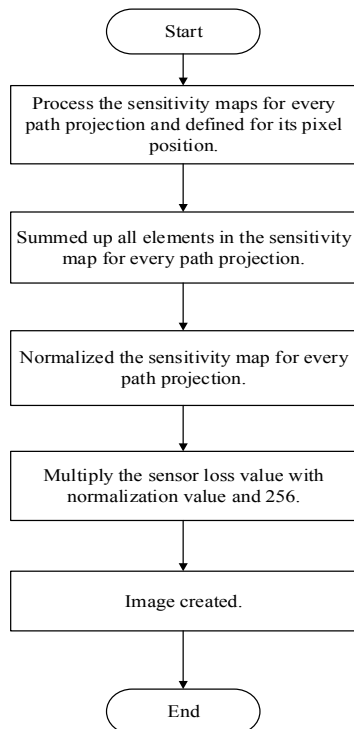 Start
Process the sensitivity maps for every
path projection and defined for its pixel
position.
Summed up all elements in the sensitivity
map for every path projection.
Normalized the sensitivity map for every
path projection.
Multiply the sensor loss value with
normalization value and 256.
Image created.
End